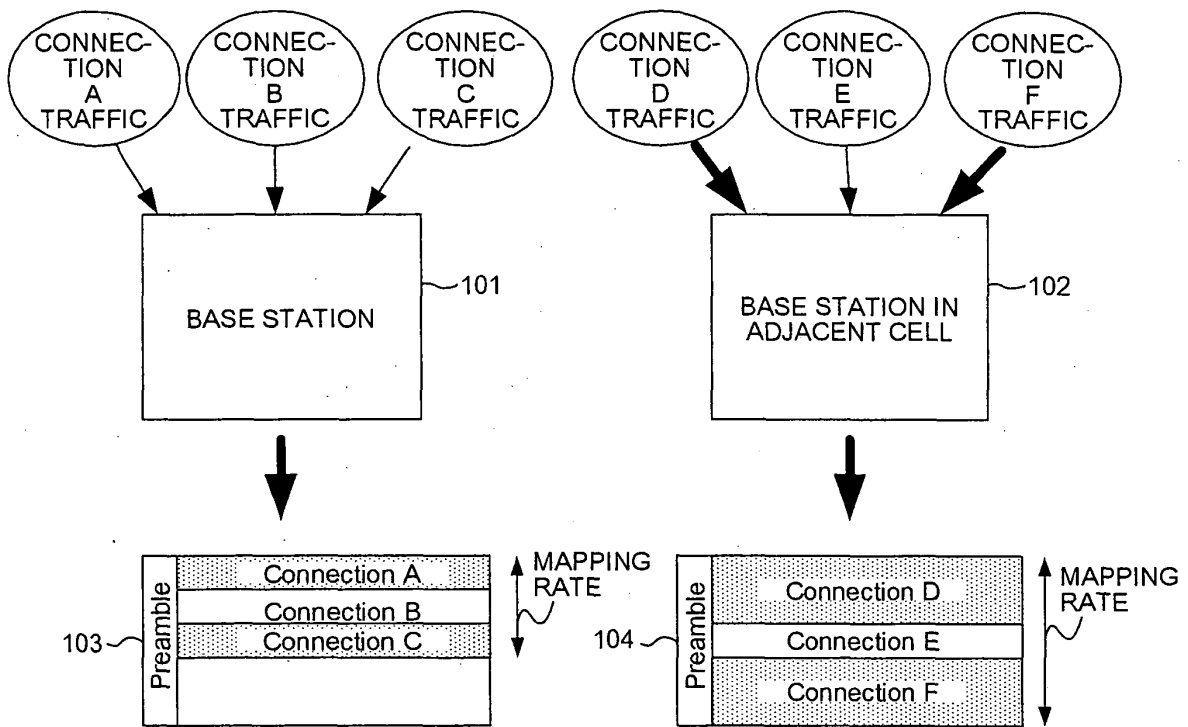 CONNEC-
TION
A
TRAFFIC
CONNEC-
TION
B
TRAFFIC
CONNEC-
TION
C
TRAFFIC
CONNEC-
TION
D
TRAFFIC
CONNEC-
TION
E
TRAFFIC
CONNEC-
TION
F
TRAFFIC
BASE STATION
101
BASE STATION IN
ADJACENT CELL
102
103
Preamble
Connection A
Connection B
Connection C
MAPPING
RATE
104
Preamble
Connection D
Connection E
Connection F
MAPPING
RATE